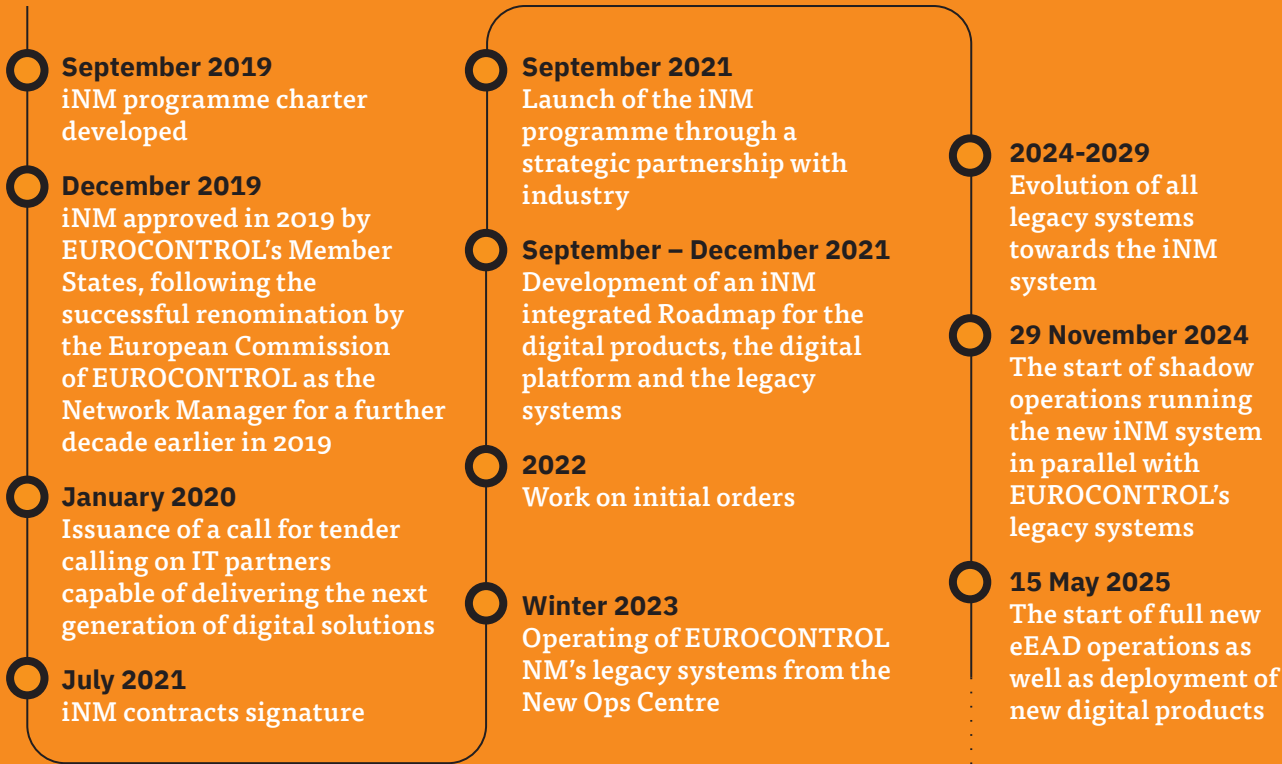 September 2019
iNM programme charter
developed
December 2019
iNM approved in 2019 by
EUROCONTROL's Member
States, following the
successful renomination by
the European Commission
of EUROCONTROL as the
Network Manager for a further
decade earlier in 2019
January 2020
Issuance of a call for tender
calling on IT partners
capable of delivering the next
generation of digital solutions
July 2021
iNM contracts signature
September 2021
Launch of the iNM
programme through a
strategic partnership with
industry
September – December 2021
Development of an iNM
integrated Roadmap for the
digital products, the digital
platform and the legacy
systems
2022
Work on initial orders
Winter 2023
Operating of EUROCONTROL
NM's legacy systems from the
New Ops Centre
2024-2029
Evolution of all
legacy systems
towards the iNM
system
29 November 2024
The start of shadow
operations running
the new iNM system
in parallel with
EUROCONTROL's
legacy systems
15 May 2025
The start of full new
eEAD operations as
well as deployment of
new digital products